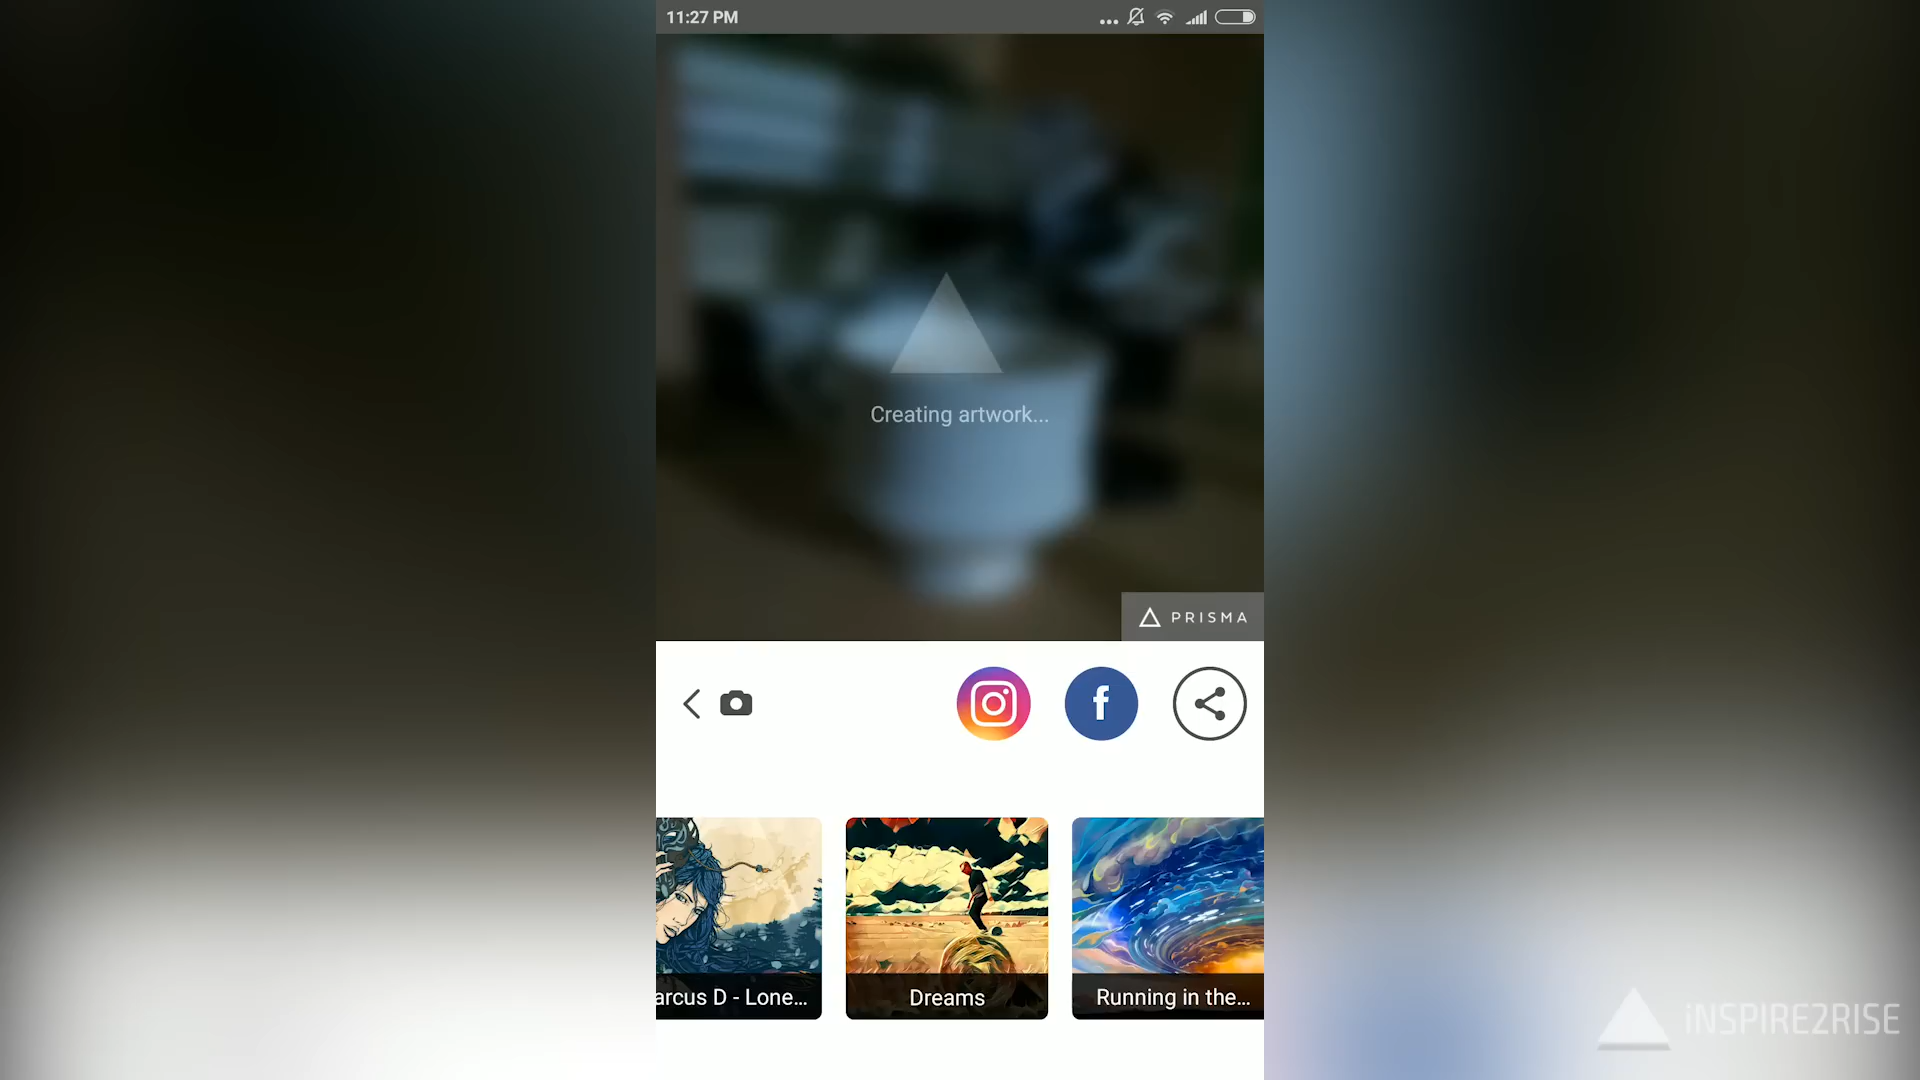 11:27 PM
Creating artwork...
PRISMA
f
arcus D - Lone...
Dreams
Running in the...
iNSPIRE2RISE